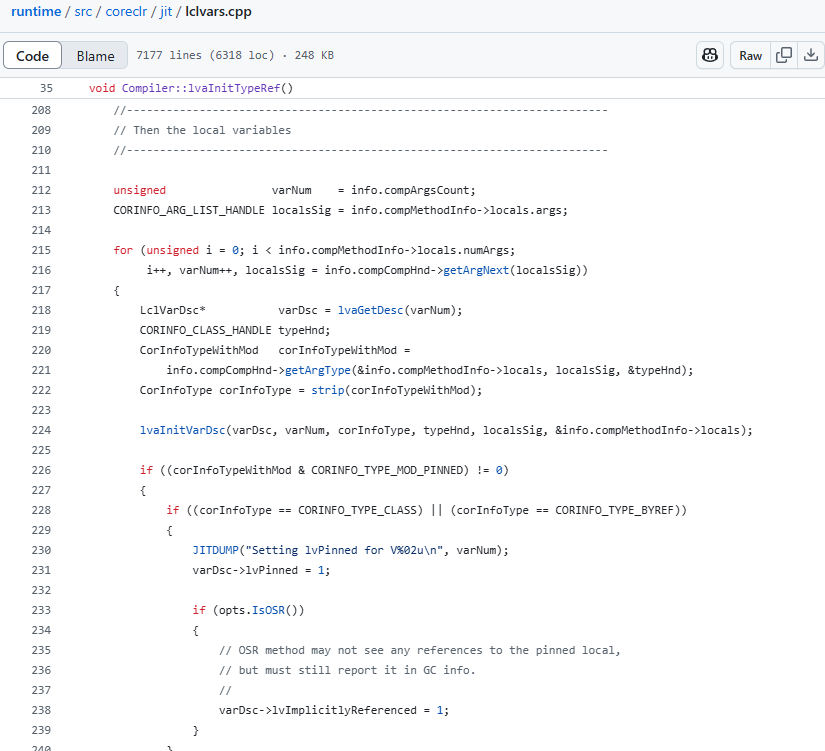 runtime / src / coreclr / jit / lclvars.cpp
Code Blame 7177 lines (6318 loc) · 248 KB Raw
35 void Compiler::lvaInitTypeRef()
208 //-------------------------------------------------------------------------
209 // Then the local variables
210 //-------------------------------------------------------------------------
211
212 unsigned varNum = info.compArgsCount;
213 CORINFO_ARG_LIST_HANDLE localsSig = info.compMethodInfo->locals.args;
214
215 for (unsigned i = 0; i < info.compMethodInfo->locals.numArgs;
216 i++, varNum++, localsSig = info.compCompHnd->getArgNext(localsSig))
217 {
218 LclVarDsc* varDsc = lvaGetDesc(varNum);
219 CORINFO_CLASS_HANDLE typeHnd;
220 CorInfoTypeWithMod corInfoTypeWithMod =
221 info.compCompHnd->getArgType(&info.compMethodInfo->locals, localsSig, &typeHnd);
222 CorInfoType corInfoType = strip(corInfoTypeWithMod);
223
224 lvaInitVarDsc(varDsc, varNum, corInfoType, typeHnd, localsSig, &info.compMethodInfo->locals);
225
226 if ((corInfoTypeWithMod & CORINFO_TYPE_MOD_PINNED) != 0)
227 {
228 if ((corInfoType == CORINFO_TYPE_CLASS) || (corInfoType == CORINFO_TYPE_BYREF))
229 {
230 JITDUMP("Setting lvPinned for V%02u\n", varNum);
231 varDsc->lvPinned = 1;
232
233 if (opts.IsOSR())
234 {
235 // OSR method may not see any references to the pinned local,
236 // but must still report it in GC info.
237 //
238 varDsc->lvImplicitlyReferenced = 1;
239 }
240 }